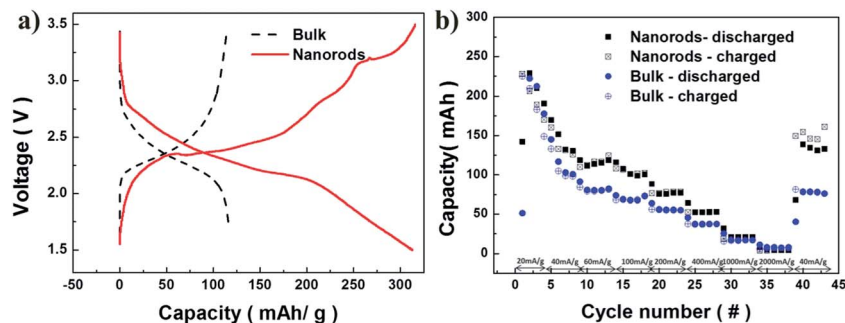 a)
Bulk
Nanorods
3.5
3.0
2.5
2.0
1.5
Voltage ( V )
0
50
100
150
200
250
300
Capacity ( mAh/ g )
b)
Nanorods- discharged
Nanorods - charged
Bulk - discharged
Bulk - charged
300
250
200
150
100
50
0
Capacity( mAh)
20mA/g 40mA/g 60mA/g 100mA/g 200mA/g 400mA/g 1000mA/g 2000mA/g 40mA/g
0 5 10 15 20 25 30 35 40 45
Cycle number ( # )